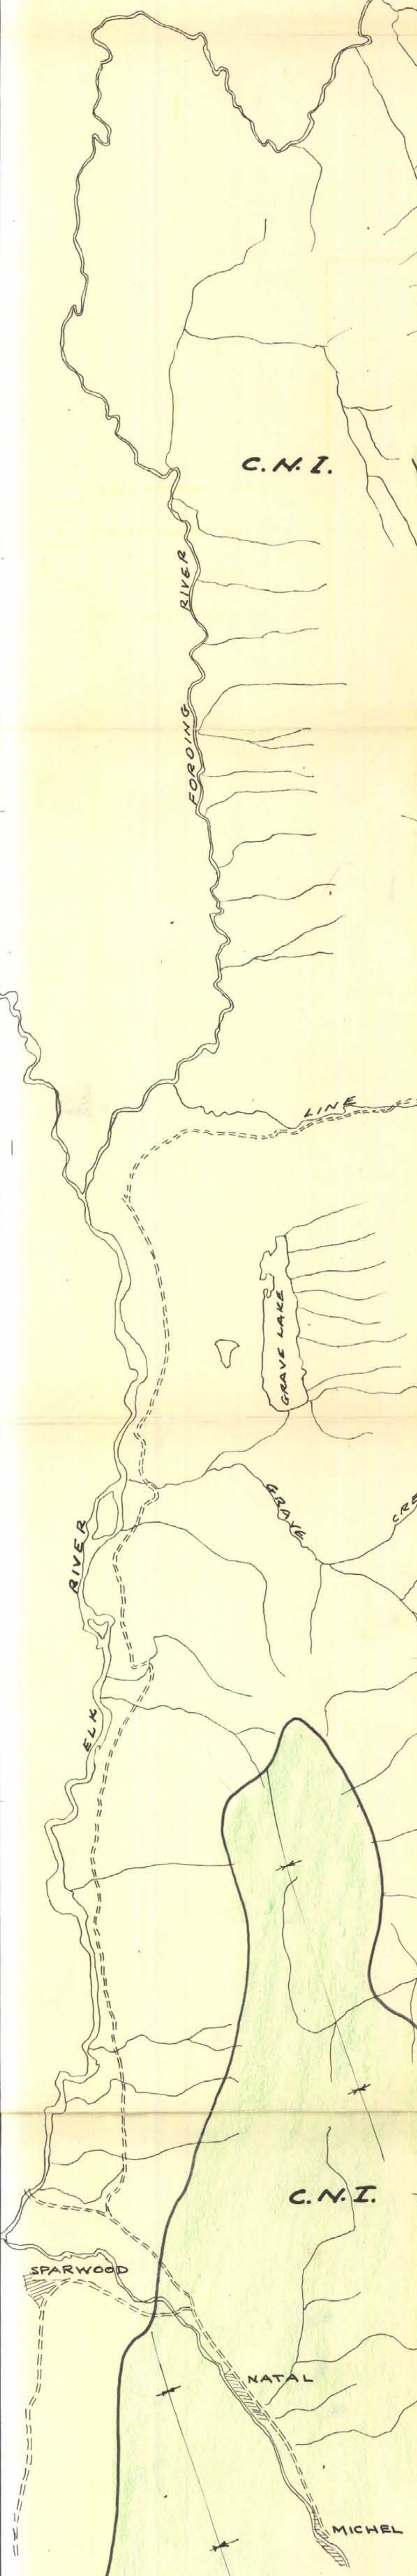 C.N.I.
RIVER
FORDING
LINE
GRAVE LAKE
GRAVE
CRE
RIVER
ELK
C.N.I.
SPARWOOD
NATAL
MICHEL